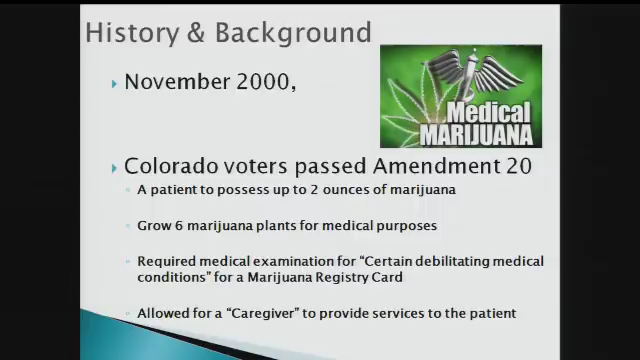 History & Background
November 2000,
Medical
MARIJUANA
Colorado voters passed Amendment 20
A patient to possess up to 2 ounces of marijuana
Grow 6 marijuana plants for medical purposes
Required medical examination for “Certain debilitating medical
conditions” for a Marijuana Registry Card
Allowed for a “Caregiver” to provide services to the patient